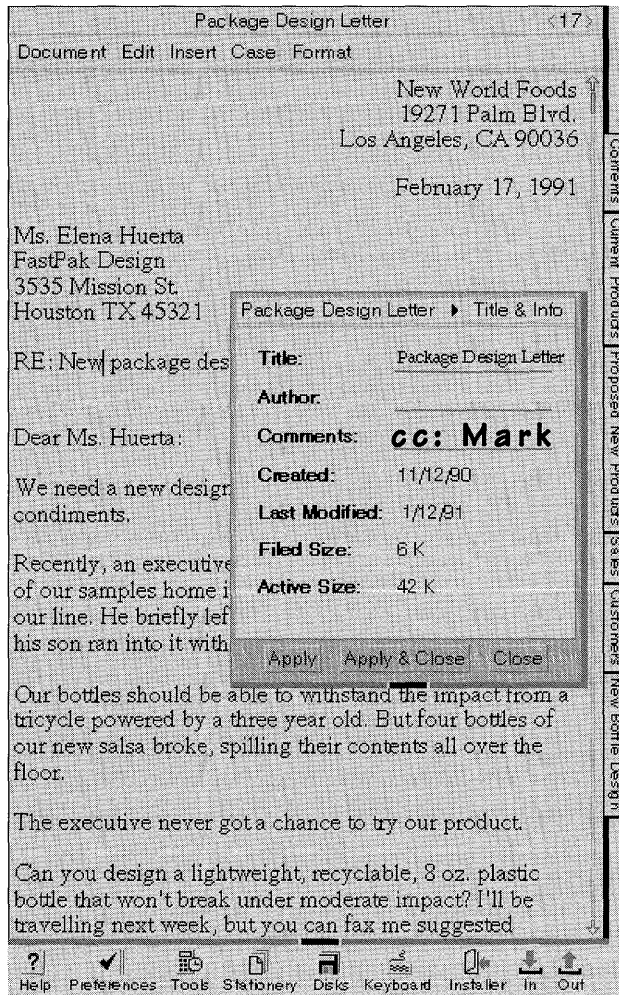 Package Design Letter <17>
Document Edit Insert Case Format
New World Foods
19271 Palm Blvd.
Los Angeles, CA 90036
February 17, 1991
Ms. Elena Huerta
FastPak Design
3535 Mission St.
Houston TX 45321
RE: New package des
Dear Ms. Huerta:
We need a new design
condiments.
Recently, an executive
of our samples home i
our line. He briefly lef
his son ran into it with
Our bottles should be able to withstand the impact from a
tricycle powered by a three year old. But four bottles of
our new salsa broke, spilling their contents all over the
floor.
The executive never got a chance to try our product.
Can you design a lightweight, recyclable, 8 oz. plastic
bottle that won't break under moderate impact? I'll be
travelling next week, but you can fax me suggested
Package Design Letter ▶ Title & Info
Title: Package Design Letter
Author:
Comments: cc: Mark
Created: 11/12/90
Last Modified: 1/12/91
Filed Size: 6 K
Active Size: 42 K
Apply Apply & Close Close
Contents
Current Products
Proposed New Products
Sales
Customers
New Bottle Design
Help Preferences Tools Stationery Disks Keyboard Installer In Out